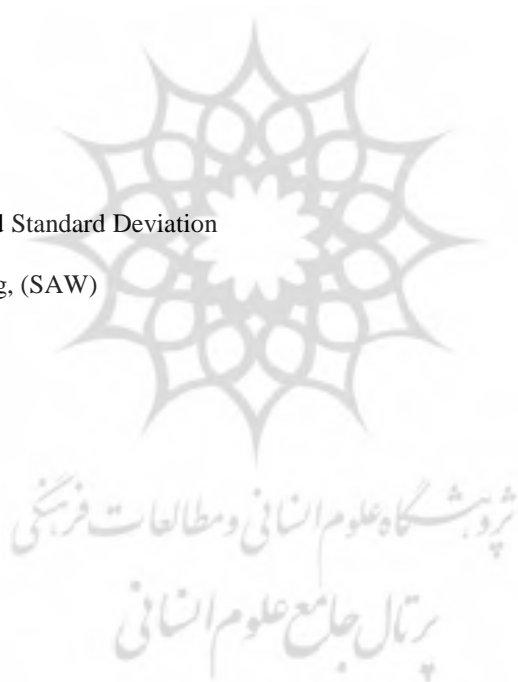 d Standard Deviation
g, (SAW)
پژوهشگاه علوم انسانی و مطالعات فرهنگی
پرتال جامع علوم انسانی